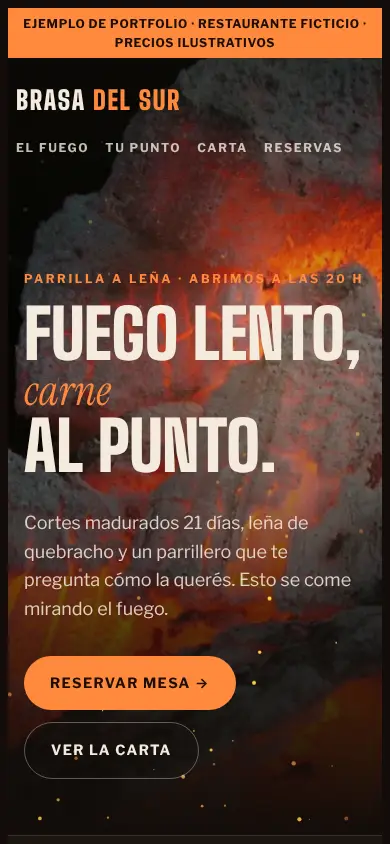 EJEMPLO DE PORTFOLIO · RESTAURANTE FICTICIO ·
PRECIOS ILUSTRATIVOS
BRASA DEL SUR
EL FUEGO TU PUNTO CARTA RESERVAS
PARRILLA A LEÑA · ABRIMOS A LAS 20 H
FUEGO LENTO,
carne
AL PUNTO.
Cortes madurados 21 días, leña de
quebracho y un parrillero que te
pregunta cómo la querés. Esto se come
mirando el fuego.
RESERVAR MESA →
VER LA CARTA